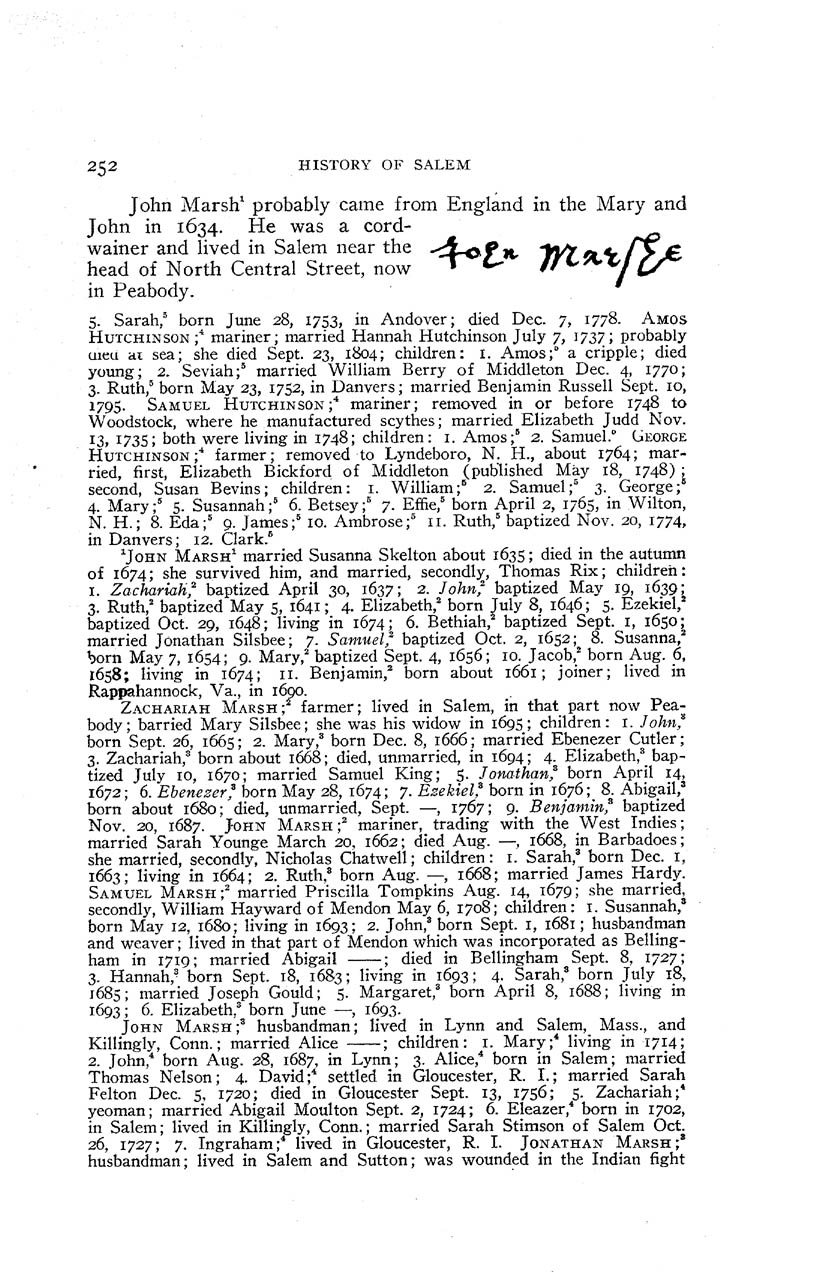 252 HISTORY OF SALEM
John Marsh¹ probably came from England in the Mary and
John in 1634. He was a cord-
wainer and lived in Salem near the
head of North Central Street, now
in Peabody.
John Marshe
5. Sarah,⁵ born June 28, 1753, in Andover; died Dec. 7, 1778. AMOS
HUTCHINSON;⁴ mariner; married Hannah Hutchinson July 7, 1737; probably
died at sea; she died Sept. 23, 1804; children: 1. Amos;⁵ a cripple; died
young; 2. Seviah;⁵ married William Berry of Middleton Dec. 4, 1770;
3. Ruth,⁵ born May 23, 1752, in Danvers; married Benjamin Russell Sept. 10,
1795. SAMUEL HUTCHINSON;⁴ mariner; removed in or before 1748 to
Woodstock, where he manufactured scythes; married Elizabeth Judd Nov.
13, 1735; both were living in 1748; children: 1. Amos;⁵ 2. Samuel.⁵ GEORGE
HUTCHINSON;⁴ farmer; removed to Lyndeboro, N. H., about 1764; mar-
ried, first, Elizabeth Bickford of Middleton (published May 18, 1748);
second, Susan Bevins; children: 1. William;⁵ 2. Samuel;⁵ 3. George;⁵
4. Mary;⁵ 5. Susannah;⁵ 6. Betsey;⁵ 7. Effie,⁵ born April 2, 1765, in Wilton,
N. H.; 8. Eda;⁵ 9. James;⁵ 10. Ambrose;⁵ 11. Ruth,⁵ baptized Nov. 20, 1774,
in Danvers; 12. Clark.⁵
¹JOHN MARSH¹ married Susanna Skelton about 1635; died in the autumn
of 1674; she survived him, and married, secondly, Thomas Rix; children:
1. Zachariah,² baptized April 30, 1637; 2. John,² baptized May 19, 1639;
3. Ruth,² baptized May 5, 1641; 4. Elizabeth,² born July 8, 1646; 5. Ezekiel,²
baptized Oct. 29, 1648; living in 1674; 6. Bethiah,² baptized Sept. 1, 1650;
married Jonathan Silsbee; 7. Samuel,² baptized Oct. 2, 1652; 8. Susanna,²
born May 7, 1654; 9. Mary,² baptized Sept. 4, 1656; 10. Jacob,² born Aug. 6,
1658; living in 1674; 11. Benjamin,² born about 1661; joiner; lived in
Rappahannock, Va., in 1690.
ZACHARIAH MARSH;² farmer; lived in Salem, in that part now Pea-
body; barried Mary Silsbee; she was his widow in 1695; children: 1. John,³
born Sept. 26, 1665; 2. Mary,³ born Dec. 8, 1666; married Ebenezer Cutler;
3. Zachariah,³ born about 1668; died, unmarried, in 1694; 4. Elizabeth,³ bap-
tized July 10, 1670; married Samuel King; 5. Jonathan,³ born April 14,
1672; 6. Ebenezer,³ born May 28, 1674; 7. Ezekiel,³ born in 1676; 8. Abigail,³
born about 1680; died, unmarried, Sept. —, 1767; 9. Benjamin,³ baptized
Nov. 20, 1687. JOHN MARSH;² mariner, trading with the West Indies;
married Sarah Younge March 20, 1662; died Aug. —, 1668, in Barbadoes;
she married, secondly, Nicholas Chatwell; children: 1. Sarah,³ born Dec. 1,
1663; living in 1664; 2. Ruth,³ born Aug. —, 1668; married James Hardy.
SAMUEL MARSH;² married Priscilla Tompkins Aug. 14, 1679; she married,
secondly, William Hayward of Mendon May 6, 1708; children: 1. Susannah,³
born May 12, 1680; living in 1693; 2. John,³ born Sept. 1, 1681; husbandman
and weaver; lived in that part of Mendon which was incorporated as Belling-
ham in 1719; married Abigail ——; died in Bellingham Sept. 8, 1727;
3. Hannah,³ born Sept. 18, 1683; living in 1693; 4. Sarah,³ born July 18,
1685; married Joseph Gould; 5. Margaret,³ born April 8, 1688; living in
1693; 6. Elizabeth,³ born June —, 1693.
JOHN MARSH;³ husbandman; lived in Lynn and Salem, Mass., and
Killingly, Conn.; married Alice ——; children: 1. Mary;⁴ living in 1714;
2. John,⁴ born Aug. 28, 1687, in Lynn; 3. Alice,⁴ born in Salem; married
Thomas Nelson; 4. David;⁴ settled in Gloucester, R. I.; married Sarah
Felton Dec. 5, 1720; died in Gloucester Sept. 13, 1756; 5. Zachariah;⁴
yeoman; married Abigail Moulton Sept. 2, 1724; 6. Eleazer,⁴ born in 1702,
in Salem; lived in Killingly, Conn.; married Sarah Stimson of Salem Oct.
26, 1727; 7. Ingraham;⁴ lived in Gloucester, R. I. JONATHAN MARSH;³
husbandman; lived in Salem and Sutton; was wounded in the Indian fight